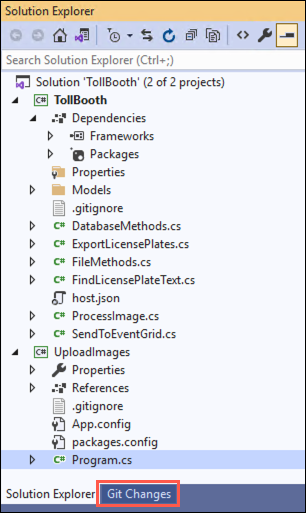 Solution Explorer
Search Solution Explorer (Ctrl+;)
Solution 'TollBooth' (2 of 2 projects)
C# TollBooth
Dependencies
Frameworks
Packages
Properties
Models
.gitignore
C# DatabaseMethods.cs
C# ExportLicensePlates.cs
C# FileMethods.cs
C# FindLicensePlateText.cs
host.json
C# ProcessImage.cs
C# SendToEventGrid.cs
C# UploadImages
Properties
References
.gitignore
App.config
packages.config
C# Program.cs
Solution Explorer Git Changes